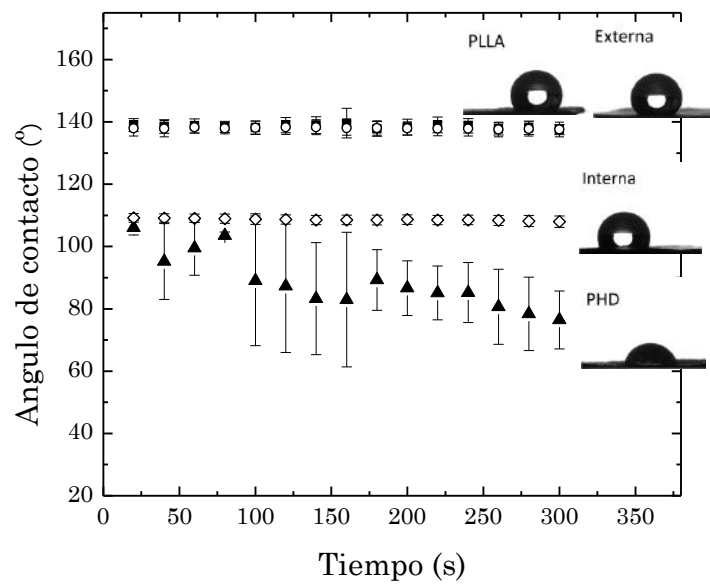 PLLA Externa
Interna
PHD
Angulo de contacto (º)
160
140
120
100
80
60
40
20
0 50 100 150 200 250 300 350
Tiempo (s)